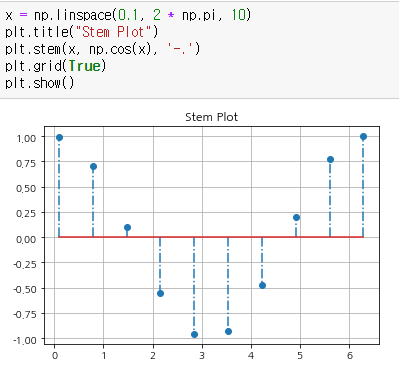 x = np.linspace(0.1, 2 * np.pi, 10)
plt.title("Stem Plot")
plt.stem(x, np.cos(x), '-.')
plt.grid(True)
plt.show()
Stem Plot
1,00
0,75
0,50
0,25
0,00
-0,25
-0,50
-0,75
-1,00
0 1 2 3 4 5 6